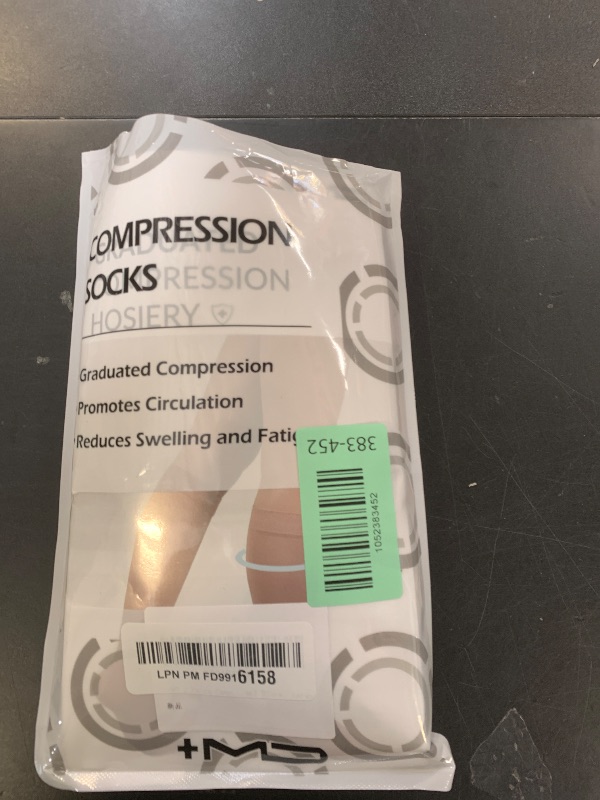 COMPRESSION
SOCKS
GRADUATED
COMPRESSION
HOSIERY
Graduated Compression
Promotes Circulation
Reduces Swelling and
383-452
1052383452
LPN PM FD9916158
+MD